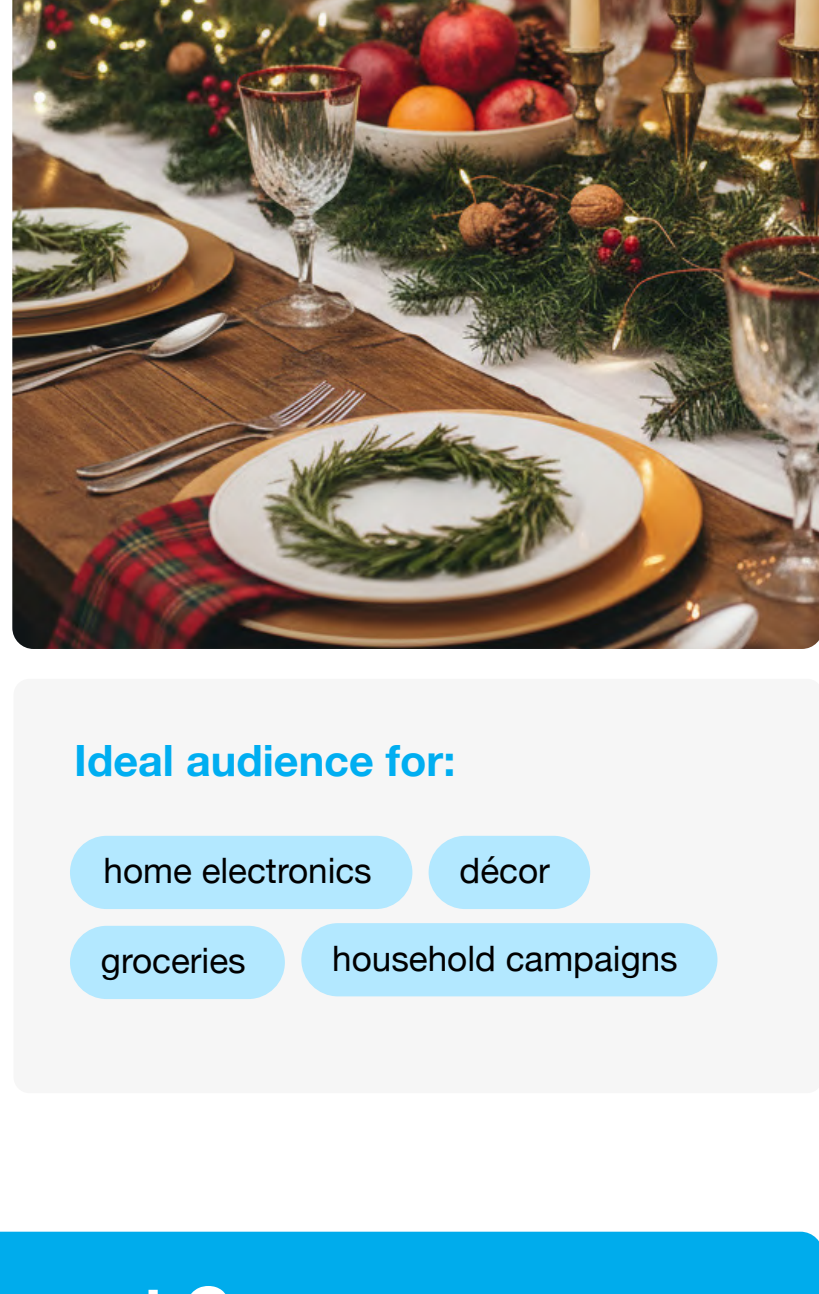 Ideal audience for:
home electronics
décor
groceries
household campaigns